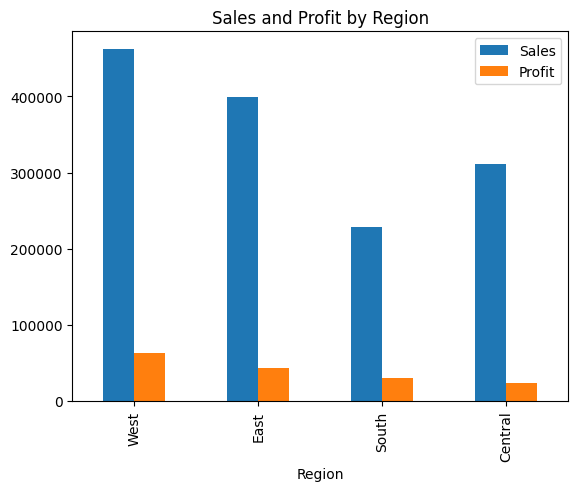 Sales and Profit by Region
Sales
Profit
400000
300000
200000
100000
0
West
East
South
Central
Region